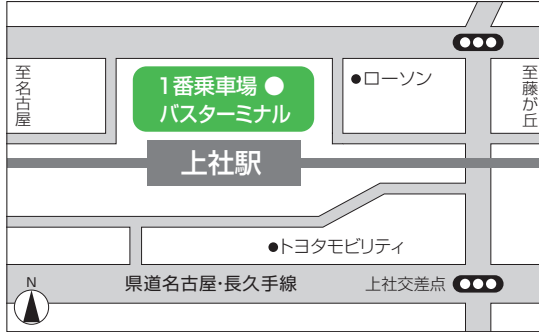 至名古屋
1番乗車場
バスターミナル
●ローソン
至藤が丘
上社駅
●トヨタモビリティ
県道名古屋・長久手線
上社交差点
N